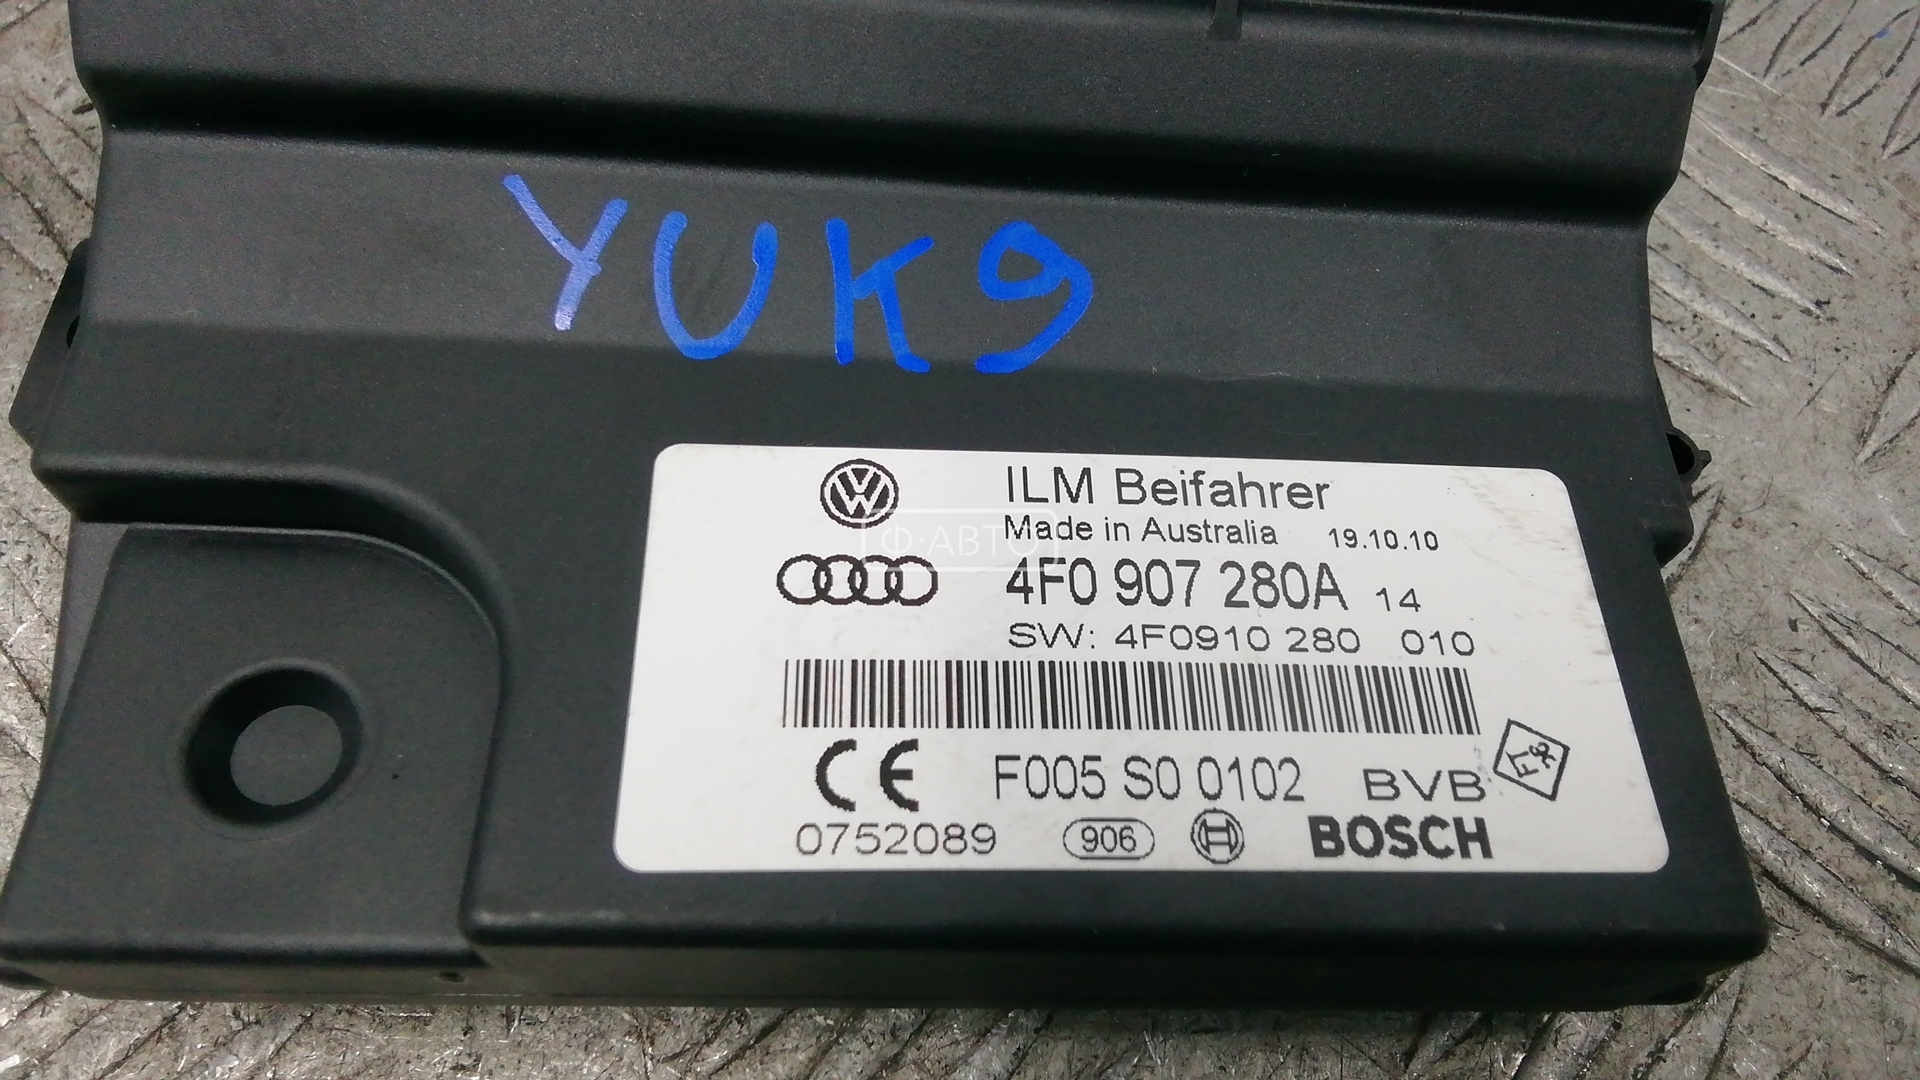 YUK9
ILM Beifahrer
Made in Australia 19.10.10
Ф·АВТО
4F0 907 280A 14
SW: 4F0910 280 010
CE F005 S0 0102 BVB
0752089 906 BOSCH